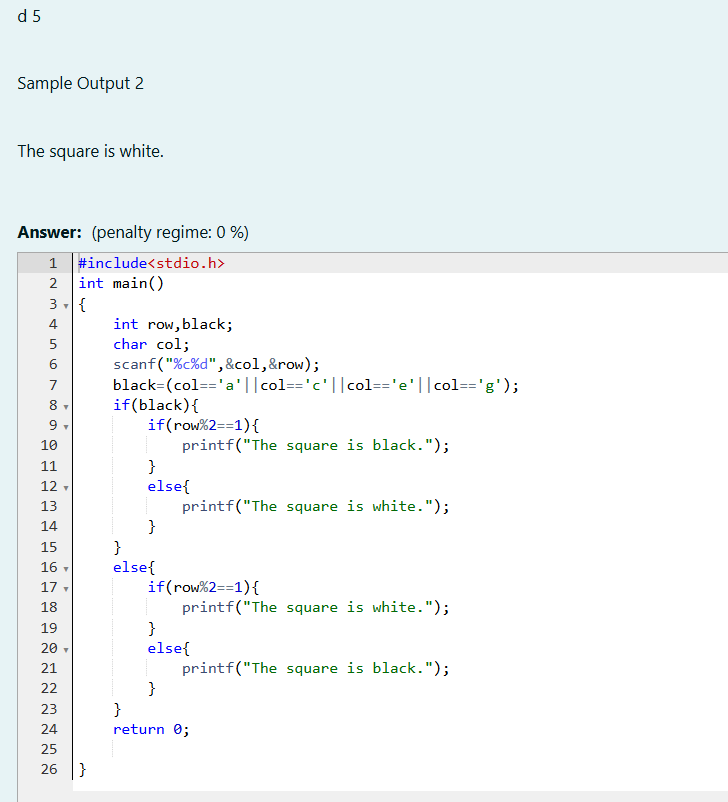 d 5
Sample Output 2
The square is white.
Answer: (penalty regime: 0 %)
1 #include<stdio.h>
2 int main()
3 {
4     int row,black;
5     char col;
6     scanf("%c%d",&col,&row);
7     black=(col=='a'||col=='c'||col=='e'||col=='g');
8     if(black){
9         if(row%2==1){
10             printf("The square is black.");
11         }
12         else{
13             printf("The square is white.");
14         }
15     }
16     else{
17         if(row%2==1){
18             printf("The square is white.");
19         }
20         else{
21             printf("The square is black.");
22         }
23     }
24     return 0;
25
26 }